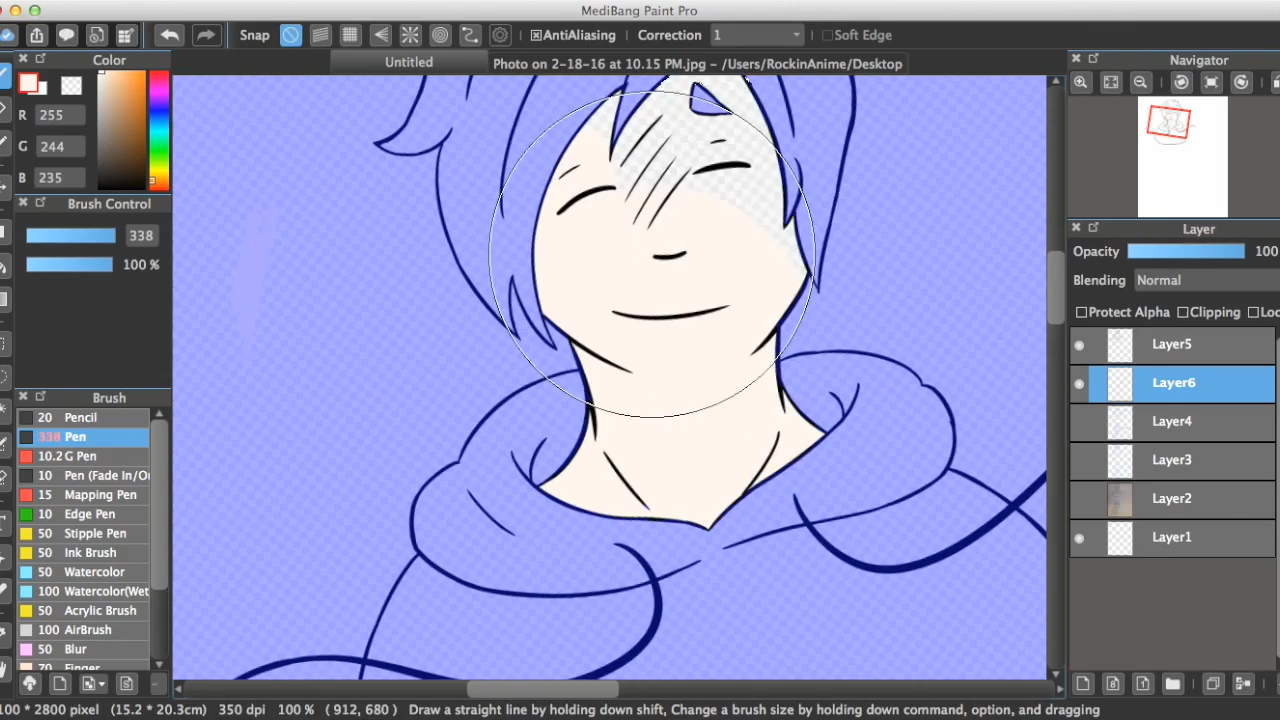 MediBang Paint Pro
Snap AntiAliasing Correction 1 Soft Edge
Untitled Photo on 2-18-16 at 10.15 PM.jpg – /Users/RockinAnime/Desktop
Color
R 255
G 244
B 235
Brush Control
338
100 %
Brush
20 Pencil
338 Pen
10.2 G Pen
10 Pen (Fade In/Ou
15 Mapping Pen
10 Edge Pen
50 Stipple Pen
50 Ink Brush
50 Watercolor
100 Watercolor(Wet
50 Acrylic Brush
100 AirBrush
50 Blur
70 Finger
Navigator
Layer
Opacity 100
Blending Normal
Protect Alpha Clipping Loc
Layer5
Layer6
Layer4
Layer3
Layer2
Layer1
100 * 2800 pixel (15.2 * 20.3cm) 350 dpi 100 % ( 912, 680 ) Draw a straight line by holding down shift, Change a brush size by holding down command, option, and dragging